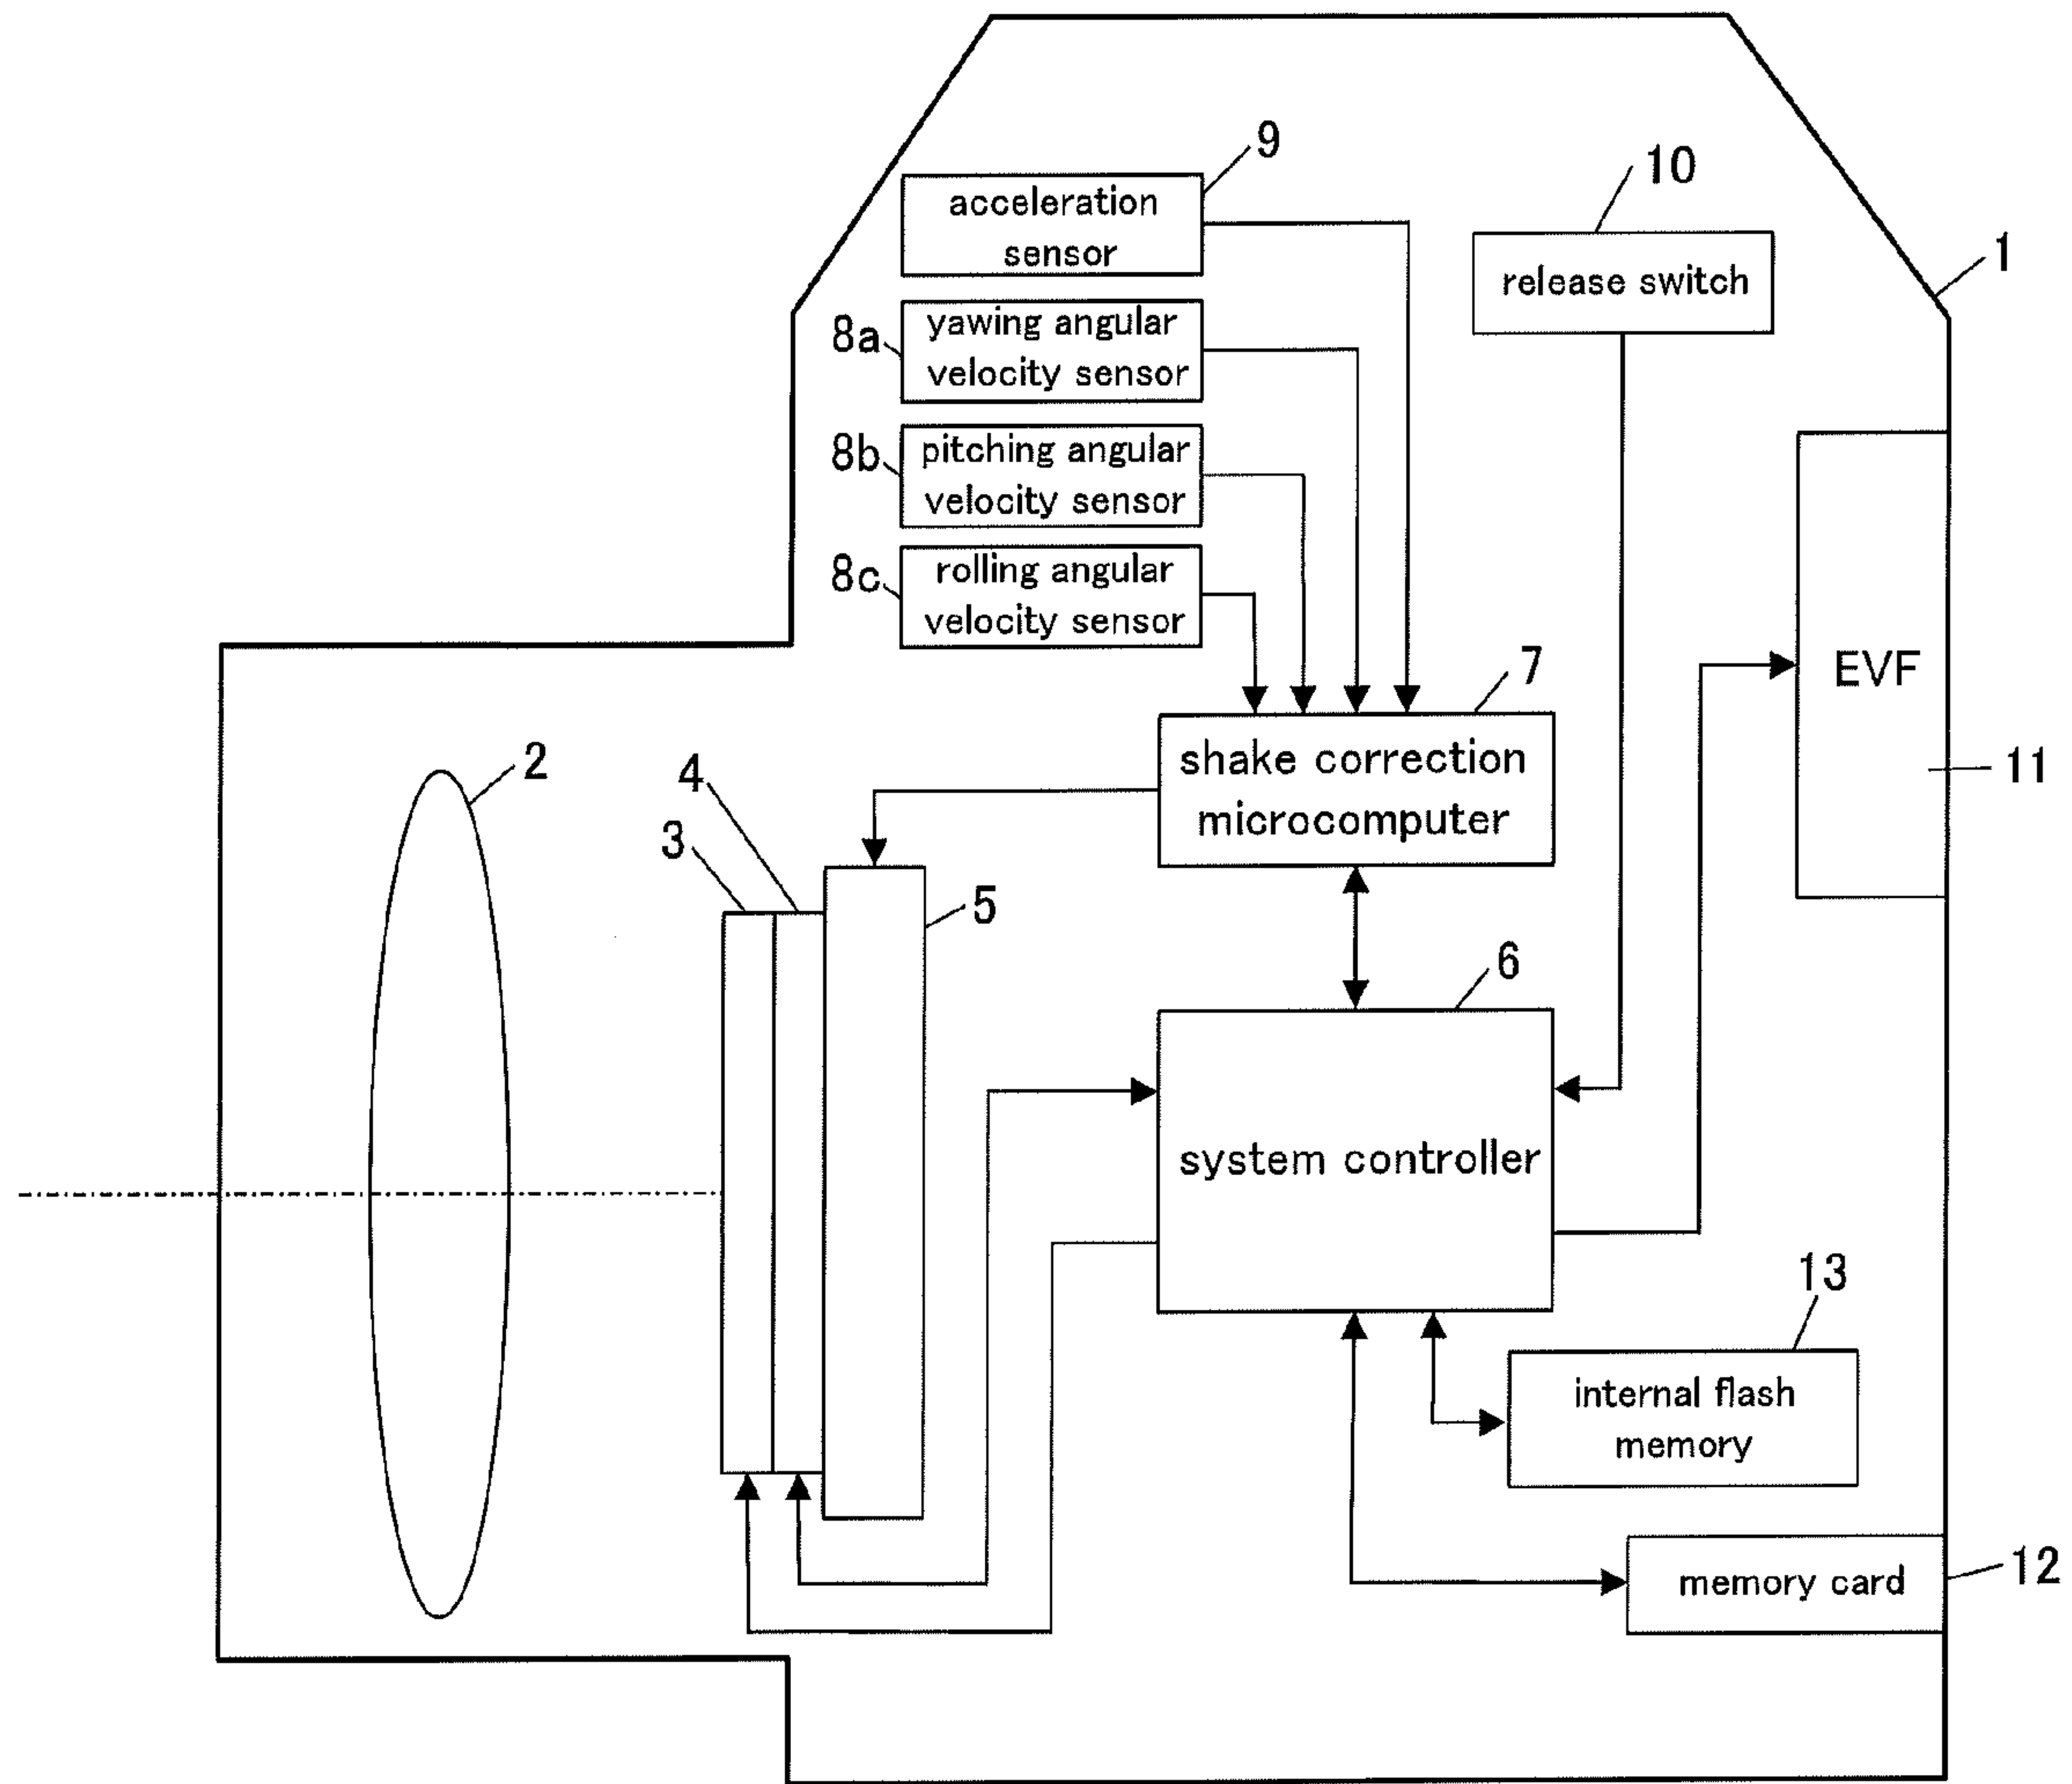 9
acceleration
sensor
10
release switch
1
8a
yawing angular
velocity sensor
8b
pitching angular
velocity sensor
8c
rolling angular
velocity sensor
EVF
11
7
shake correction
microcomputer
2
4
3
5
6
system controller
13
internal flash
memory
memory card
12